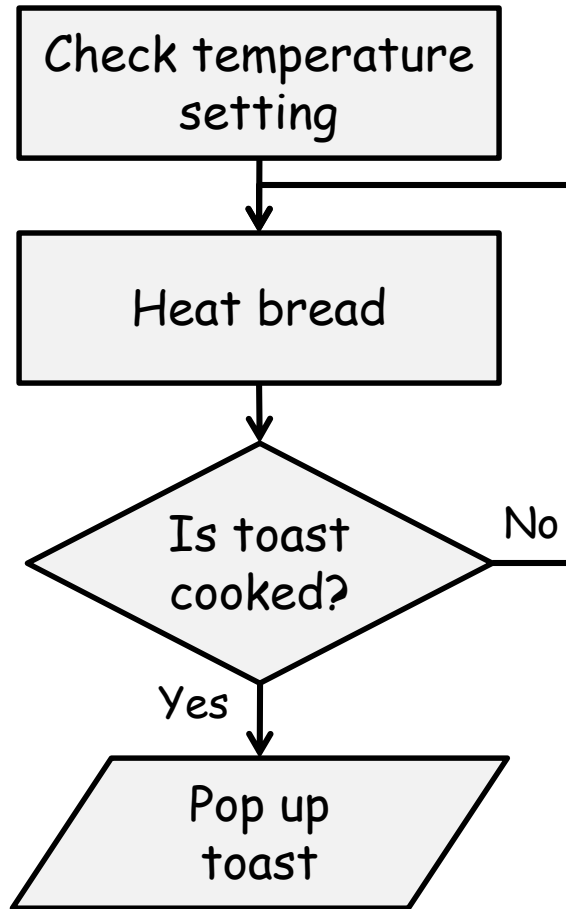 Check temperature
setting
Heat bread
Is toast
cooked?
No
Yes
Pop up
toast